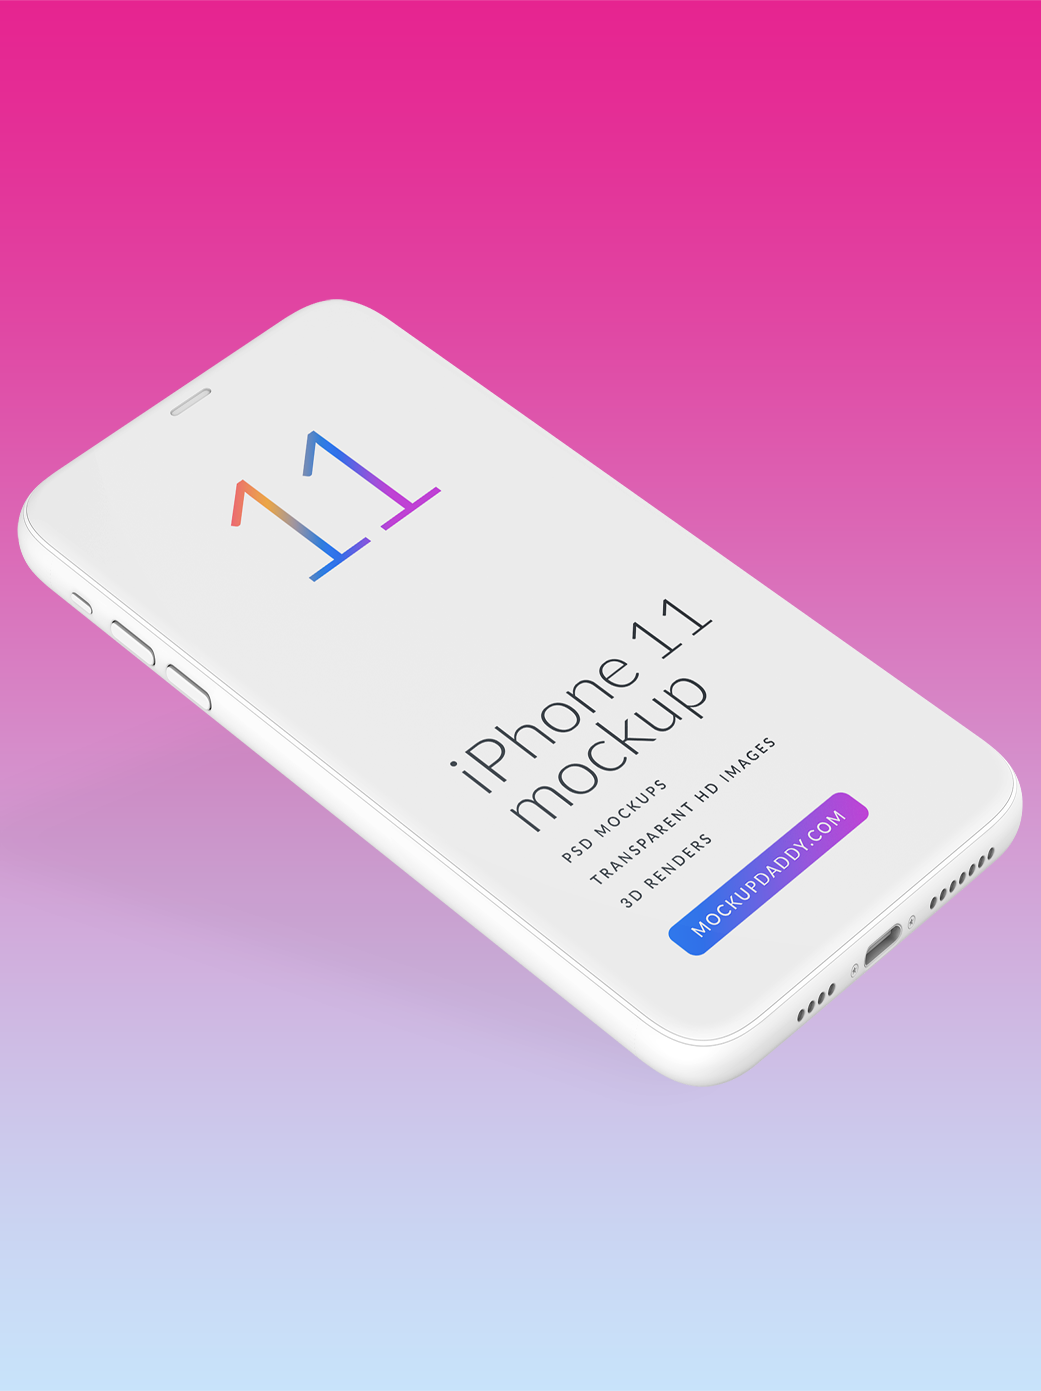 11
iPhone 11
mockup
PSD MOCKUPS
TRANSPARENT HD IMAGES
3D RENDERS
MOCKUPDADDY.COM